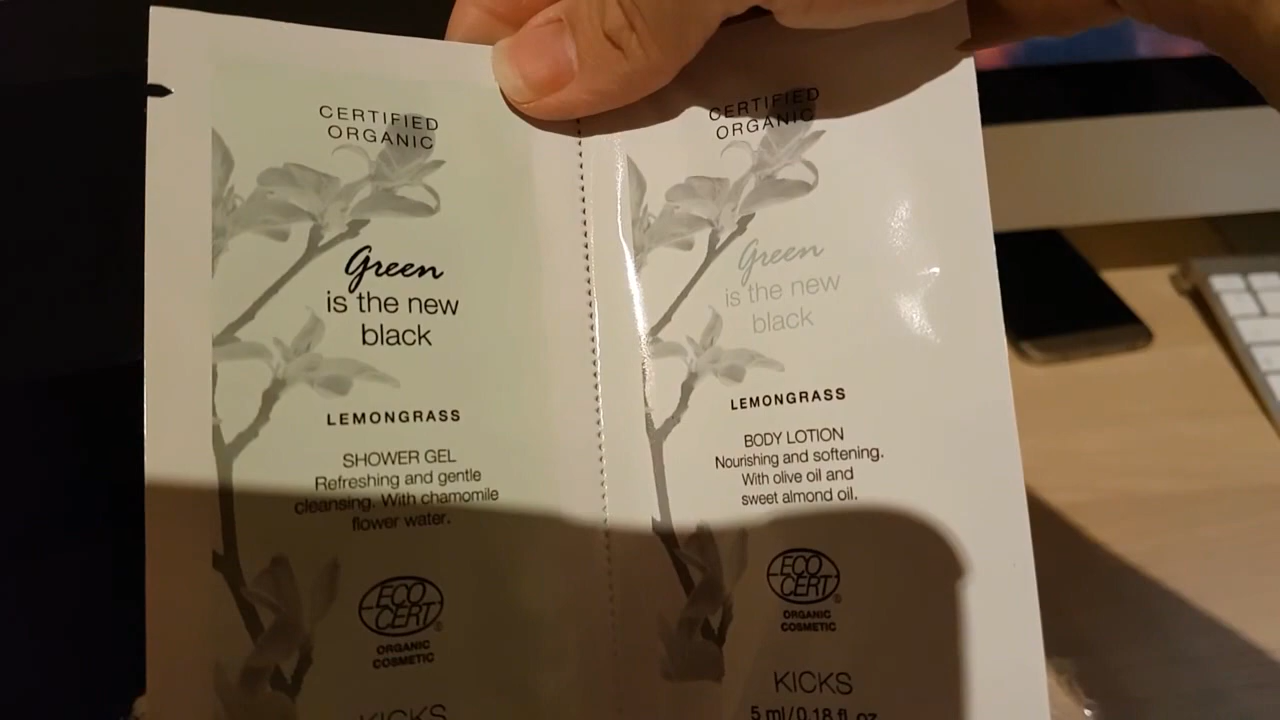 CERTIFIED
ORGANIC
Green
is the new
black
LEMONGRASS
SHOWER GEL
Refreshing and gentle
cleansing. With chamomile
flower water.
ECO
CERT
®
ORGANIC
COSMETIC
KICKS
CERTIFIED
ORGANIC
Green
is the new
black
LEMONGRASS
BODY LOTION
Nourishing and softening.
With olive oil and
sweet almond oil.
ECO
CERT
®
ORGANIC
COSMETIC
KICKS
5 ml/0.18 fl oz